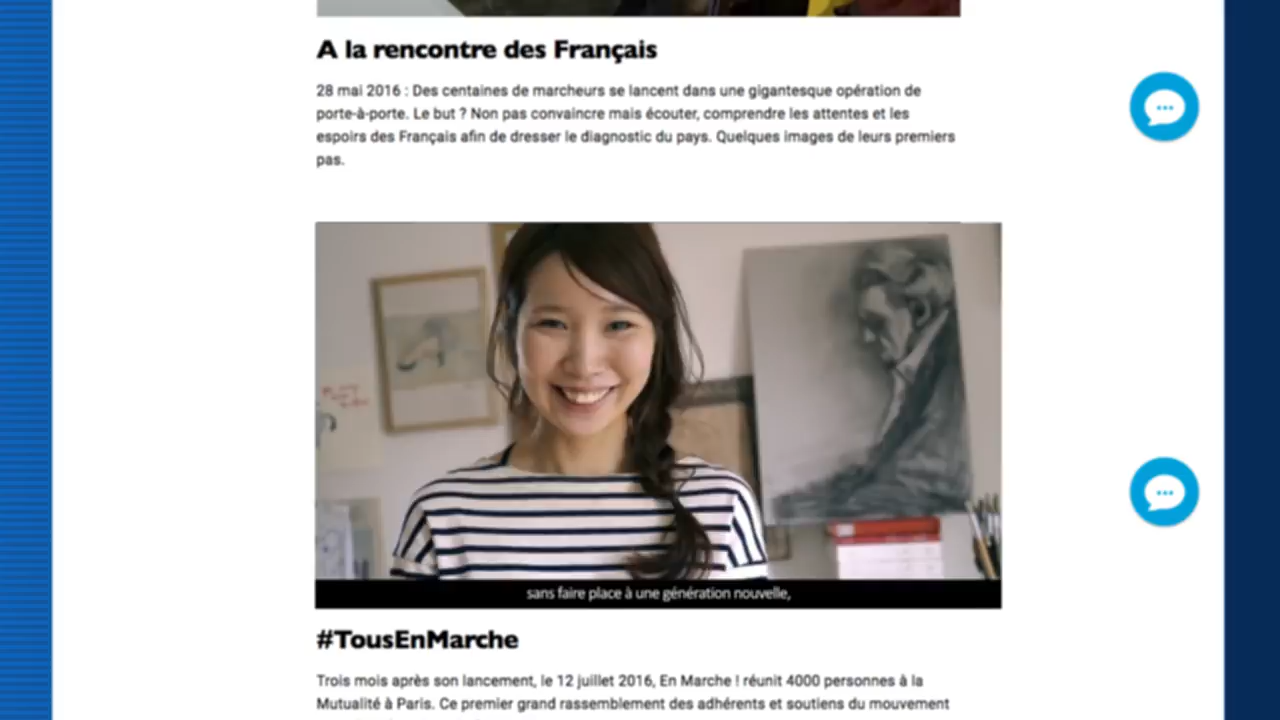 A la rencontre des Français
28 mai 2016 : Des centaines de marcheurs se lancent dans une gigantesque opération de
porte-à-porte. Le but ? Non pas convaincre mais écouter, comprendre les attentes et les
espoirs des Français afin de dresser le diagnostic du pays. Quelques images de leurs premiers
pas.
sans faire place à une génération nouvelle,
#TousEnMarche
Trois mois après son lancement, le 12 juillet 2016, En Marche ! réunit 4000 personnes à la
Mutualité à Paris. Ce premier grand rassemblement des adhérents et soutiens du mouvement